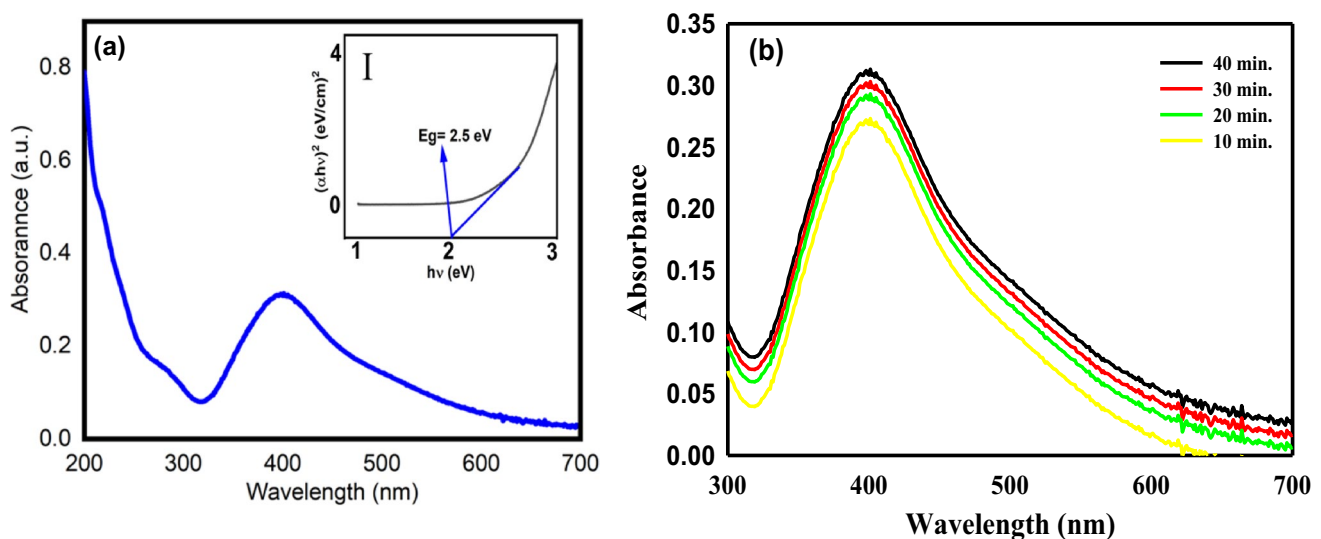 (a)
Absorance (a.u.)
0.8
0.6
0.4
0.2
0.0
200 300 400 500 600 700
Wavelength (nm)
I
(αhν)² (eV/cm)²
4
0
Eg= 2.5 eV
1 2 3
hν (eV)
(b)
Absorbance
0.35
0.30
0.25
0.20
0.15
0.10
0.05
0.00
300 400 500 600 700
Wavelength (nm)
40 min.
30 min.
20 min.
10 min.